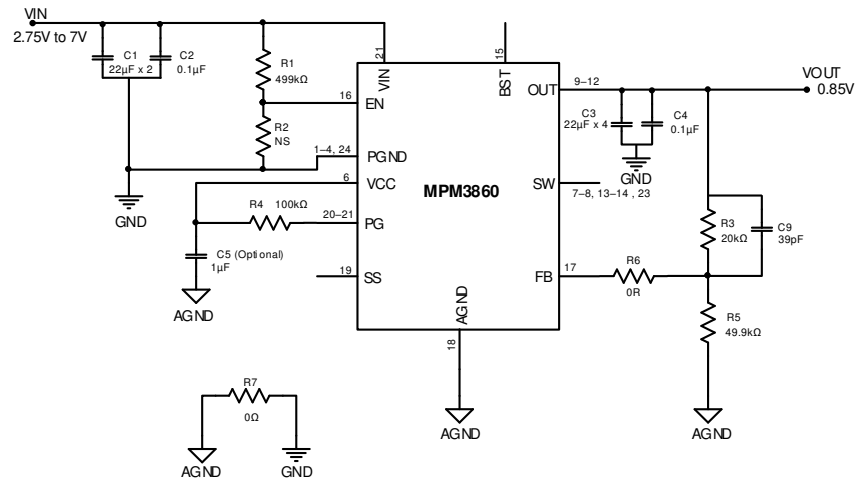 VIN
2.75V to 7V
C1
22µF x 2
C2
0.1µF
R1
499kΩ
R2
NS
GND
16
1–4, 24
6
R4 100kΩ
20–21
C5 (Optional)
1µF
AGND
19
21
VIN
15
BST
EN
PGND
VCC
PG
SS
MPM3860
OUT
SW
FB
AGND
18
AGND
9–12
C3
22µF x 4
C4
0.1µF
GND
7–8, 13–14 , 23
VOUT
0.85V
R3
20kΩ
C9
39pF
17
R6
0R
R5
49.9kΩ
AGND
R7
0Ω
AGND
GND